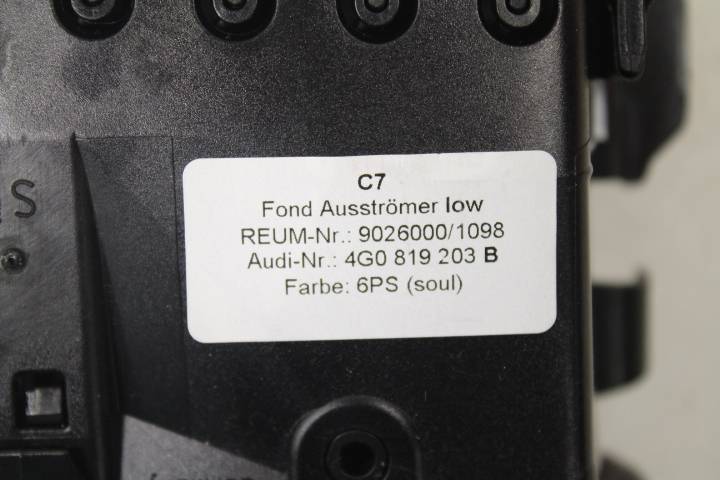 C7
Fond Ausströmer low
REUM-Nr.: 9026000/1098
Audi-Nr.: 4G0 819 203 B
Farbe: 6PS (soul)